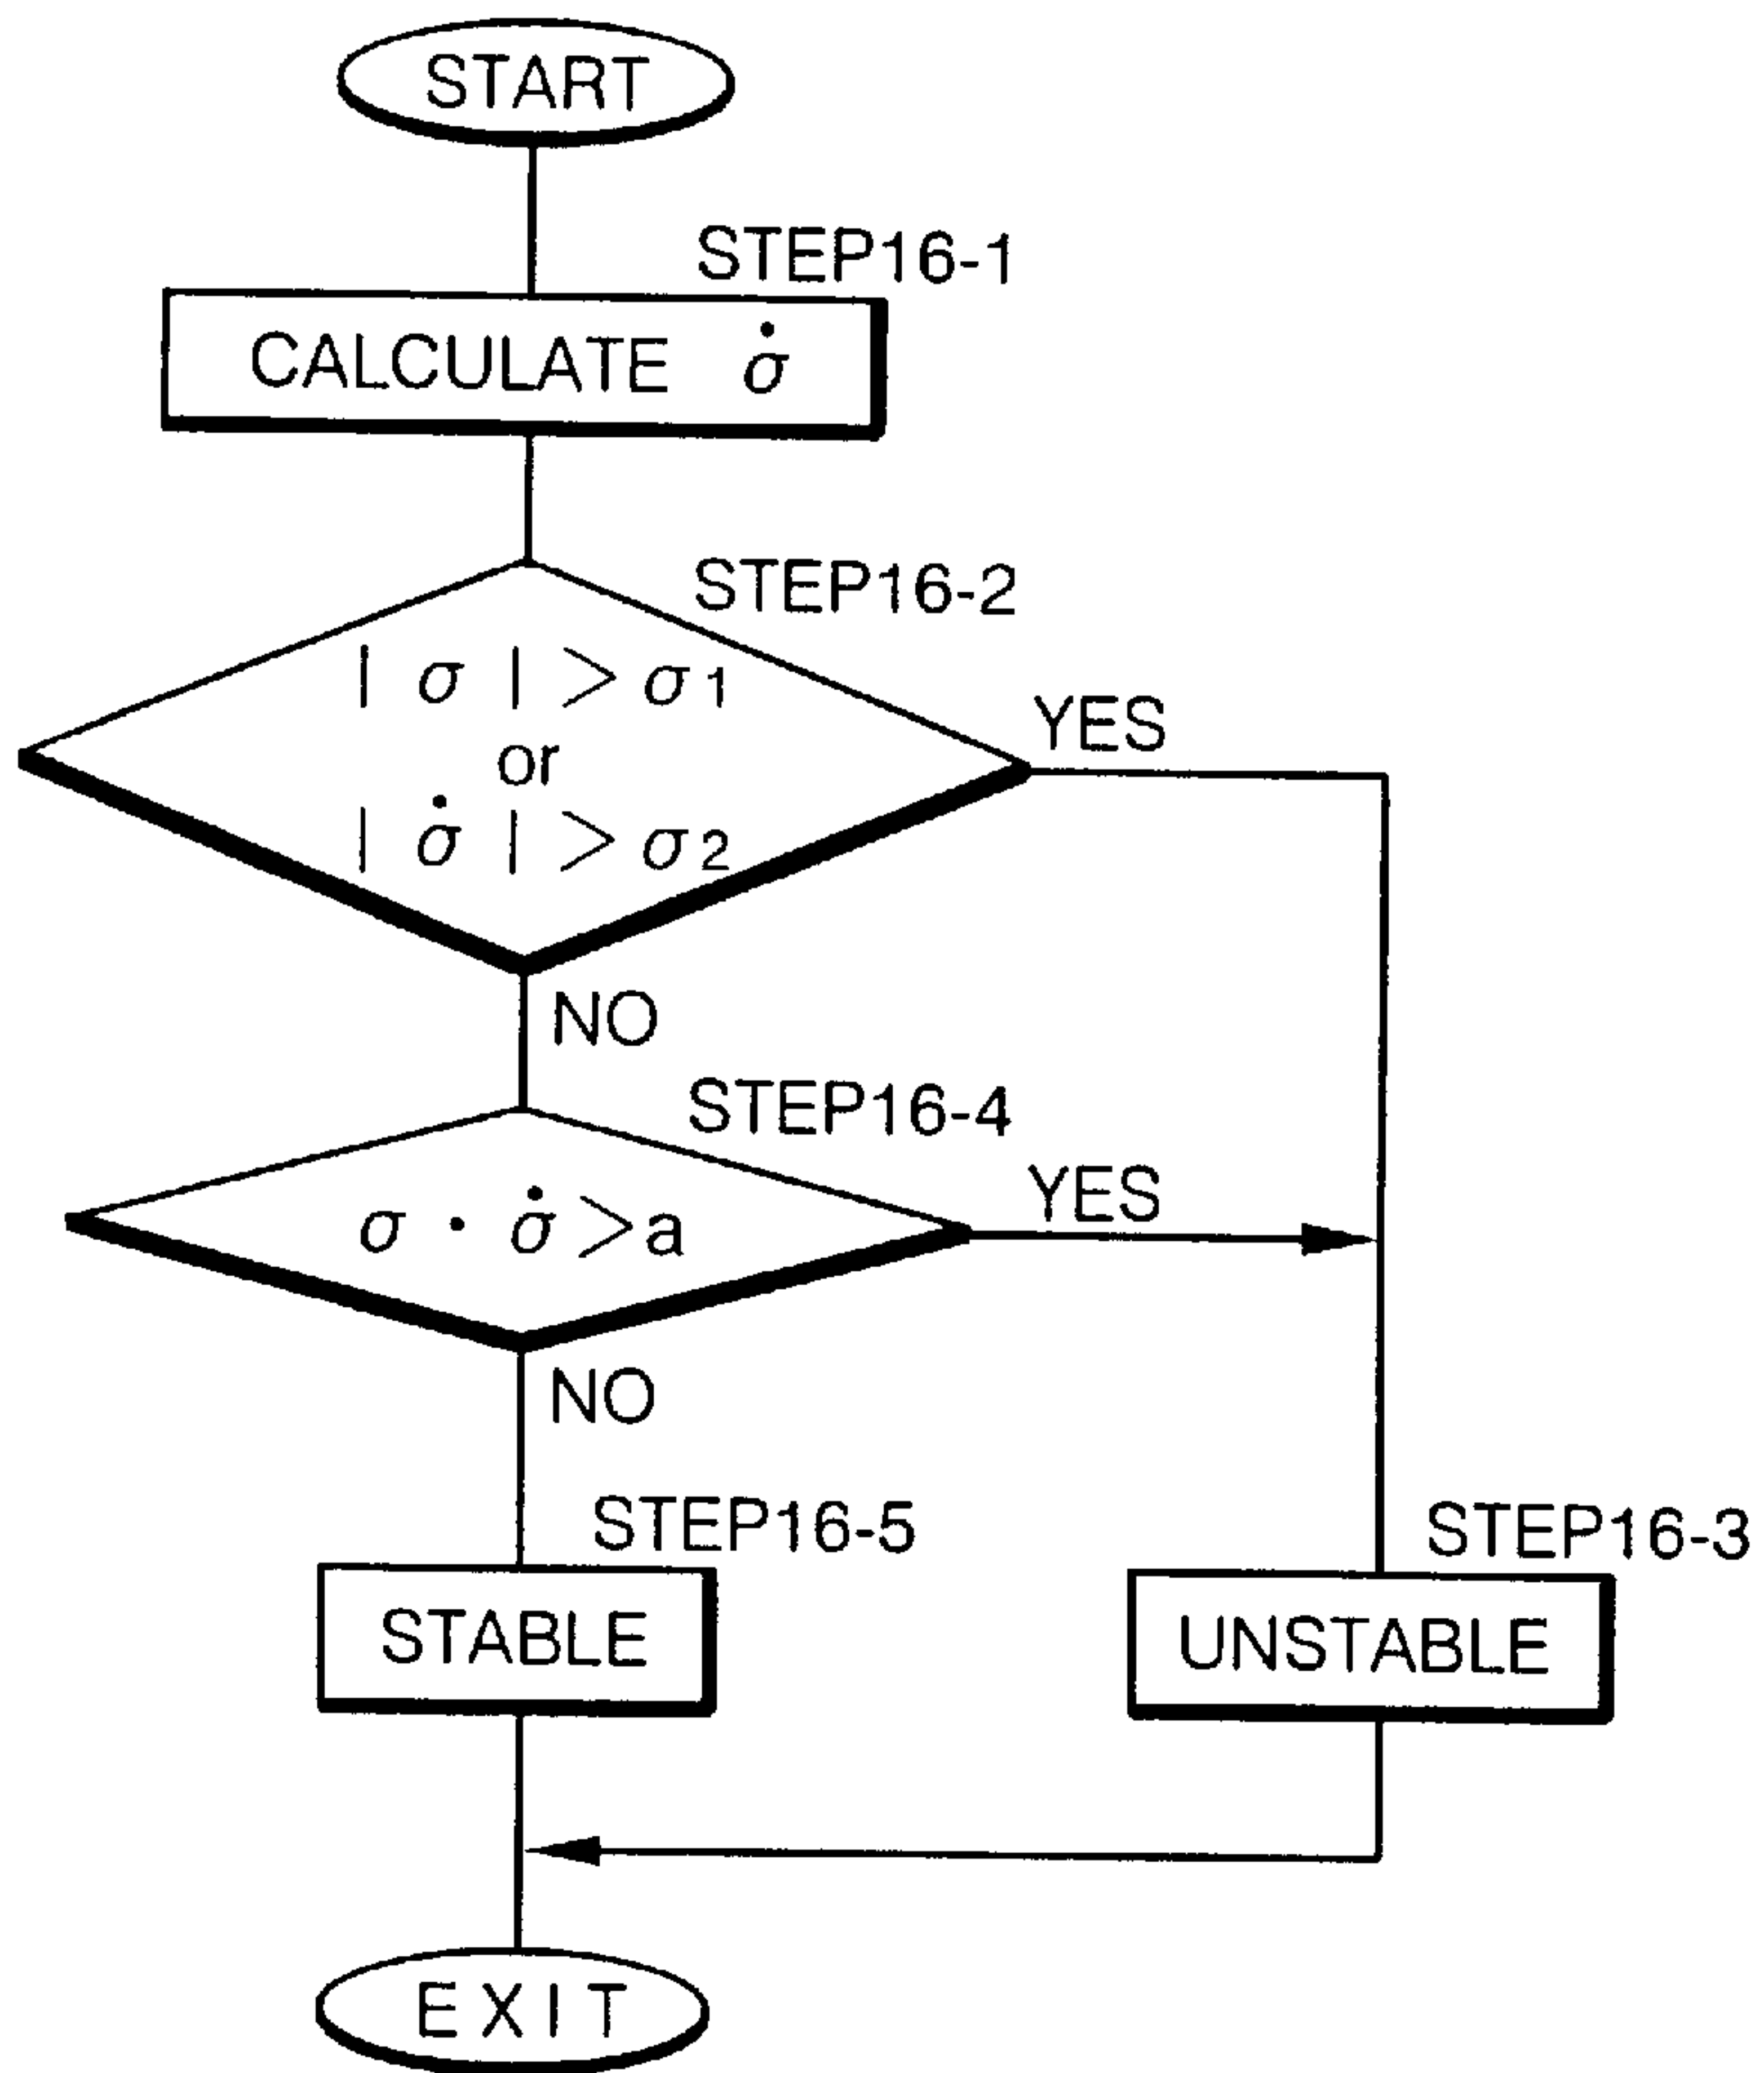 START
STEP16-1
CALCULATE σ̇
STEP16-2
| σ | > σ1
or
| σ̇ | > σ2
YES
NO
STEP16-4
σ · σ̇ > a
YES
NO
STEP16-5
STABLE
STEP16-3
UNSTABLE
EXIT